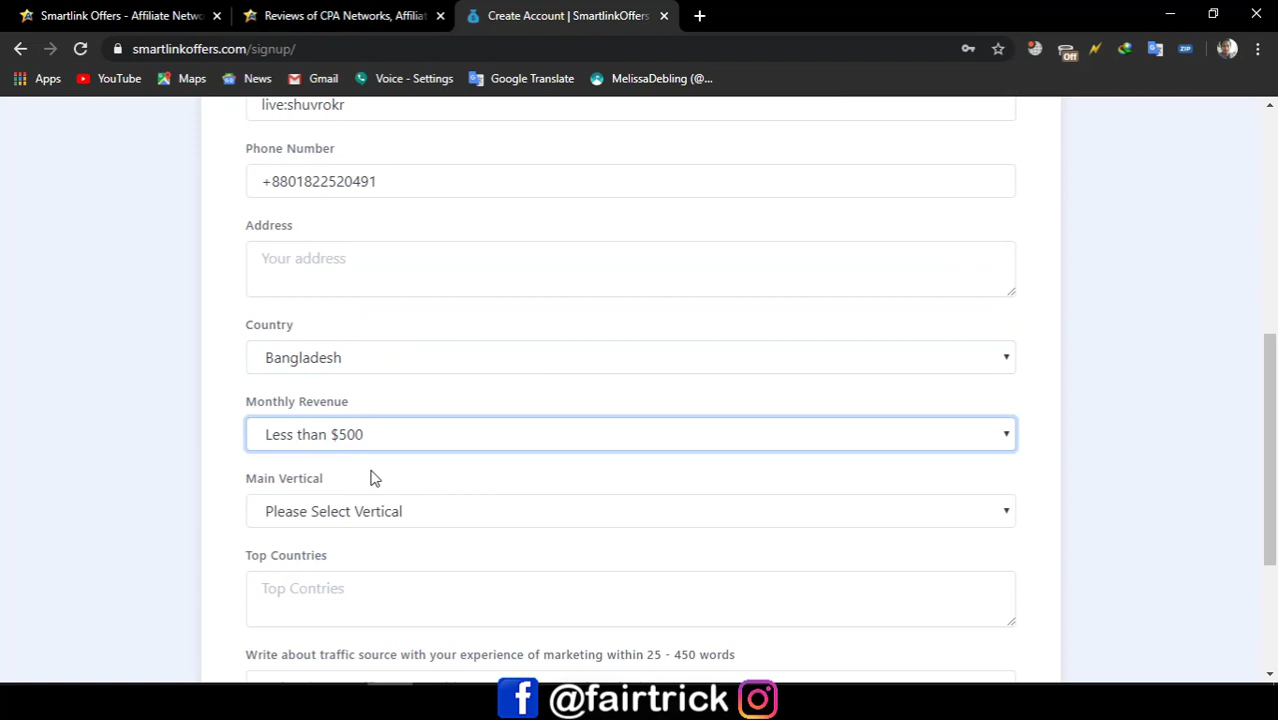 Smartlink Offers - Affiliate Netwo
Reviews of CPA Networks, Affiliat
Create Account | SmartlinkOffers
smartlinkoffers.com/signup/
Off
ZIP
Apps
YouTube
Maps
News
Gmail
Voice - Settings
Google Translate
MelissaDebling (@...
live:shuvrokr
Phone Number
+8801822520491
Address
Your address
Country
Bangladesh
Monthly Revenue
Less than $500
Main Vertical
Please Select Vertical
Top Countries
Top Contries
Write about traffic source with your experience of marketing within 25 - 450 words
f @fairtrick